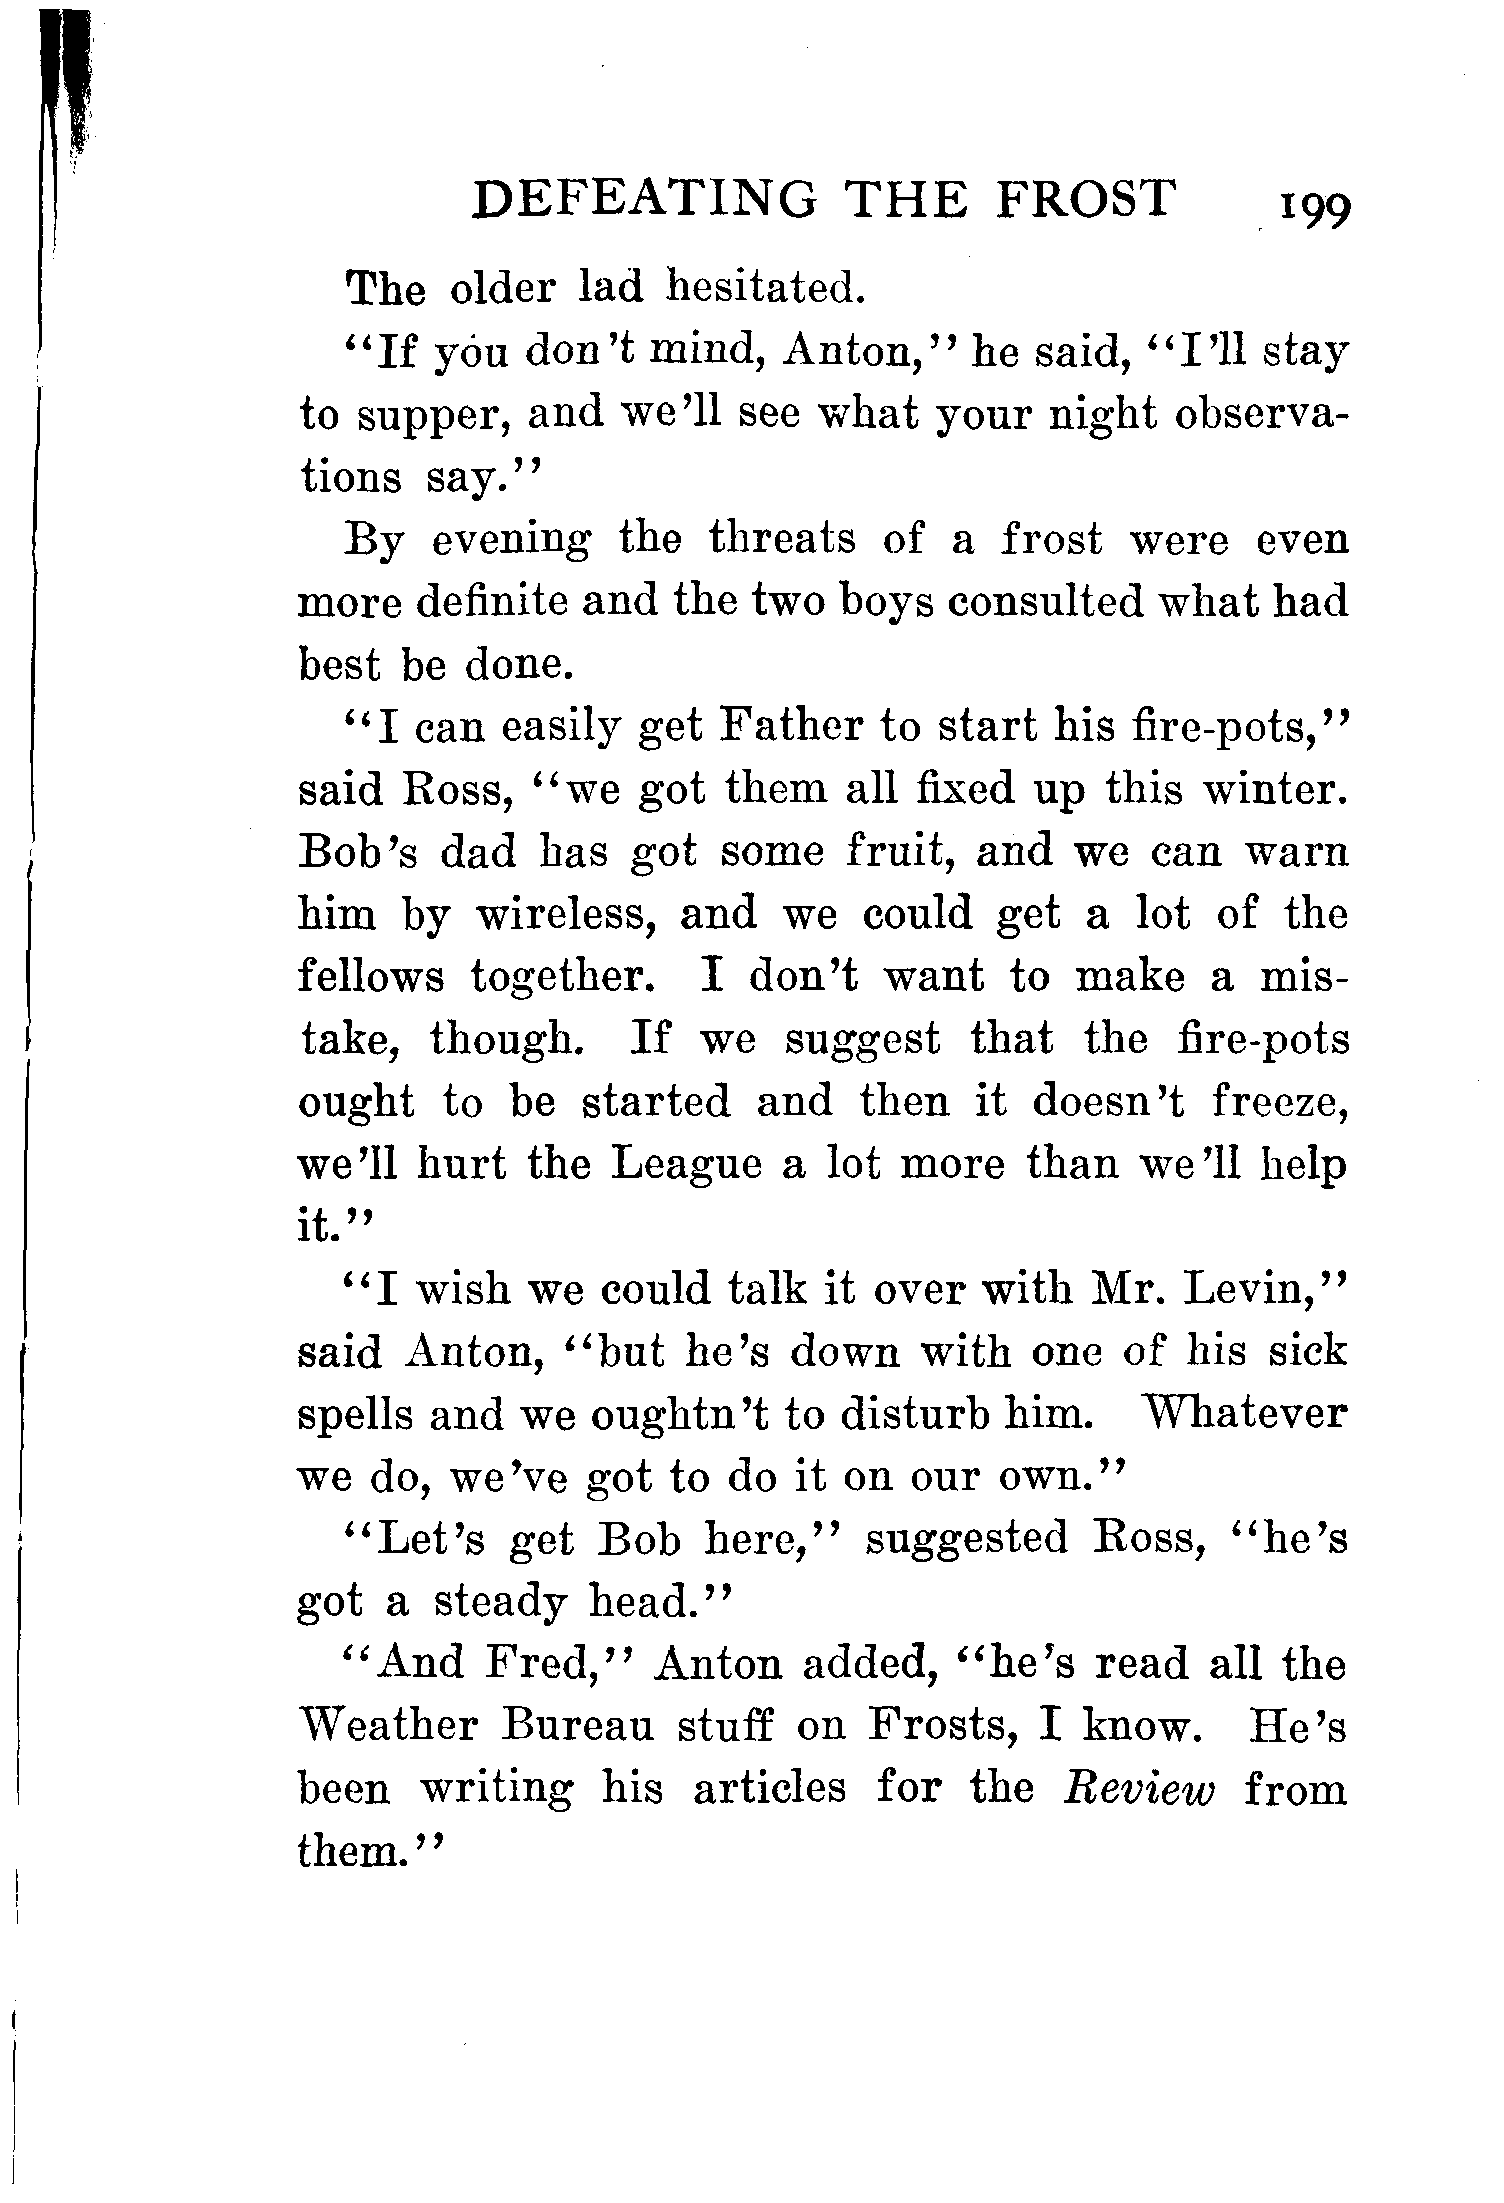 DEFEATING THE FROST 199
The older lad hesitated.
"If you don't mind, Anton," he said, "I'll stay
to supper, and we'll see what your night observa-
tions say."
By evening the threats of a frost were even
more definite and the two boys consulted what had
best be done.
"I can easily get Father to start his fire-pots,"
said Ross, "we got them all fixed up this winter.
Bob's dad has got some fruit, and we can warn
him by wireless, and we could get a lot of the
fellows together. I don't want to make a mis-
take, though. If we suggest that the fire-pots
ought to be started and then it doesn't freeze,
we'll hurt the League a lot more than we'll help
it."
"I wish we could talk it over with Mr. Levin,"
said Anton, "but he's down with one of his sick
spells and we oughtn't to disturb him. Whatever
we do, we've got to do it on our own."
"Let's get Bob here," suggested Ross, "he's
got a steady head."
"And Fred," Anton added, "he's read all the
Weather Bureau stuff on Frosts, I know. He's
been writing his articles for the Review from
them."